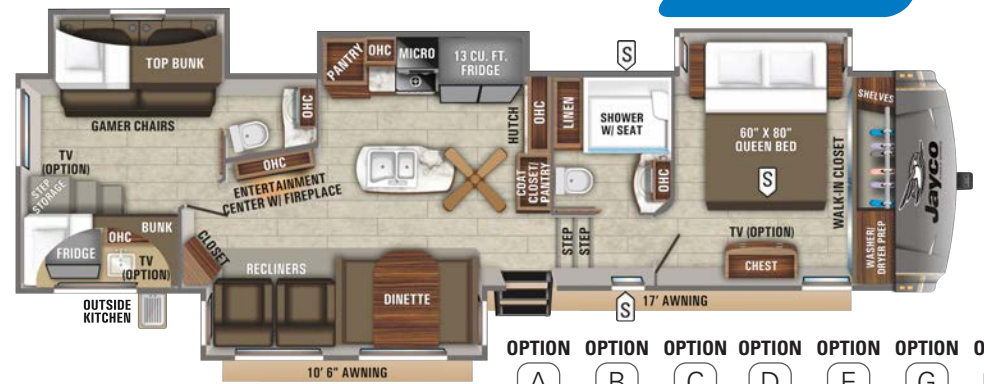 TOP BUNK
GAMER CHAIRS
TV
(OPTION)
STEP
STORAGE
BUNK
OHC
FRIDGE
TV
(OPTION)
OUTSIDE
KITCHEN
OHC
OHC
ENTERTAINMENT
CENTER W/ FIREPLACE
CLOSET
RECLINERS
DINETTE
10' 6" AWNING
PANTRY
OHC
MICRO
13 CU. FT.
FRIDGE
HUTCH
OHC
LINEN
COAT
CLOSET/
PANTRY
S
SHOWER
W/ SEAT
OHC
STEP
STEP
S
17' AWNING
60" X 80"
QUEEN BED
S
TV (OPTION)
CHEST
WALK-IN CLOSET
SHELVES
WASHER/
DRYER PREP
Jayco
OPTION OPTION OPTION OPTION OPTION OPTION
A B C D E G